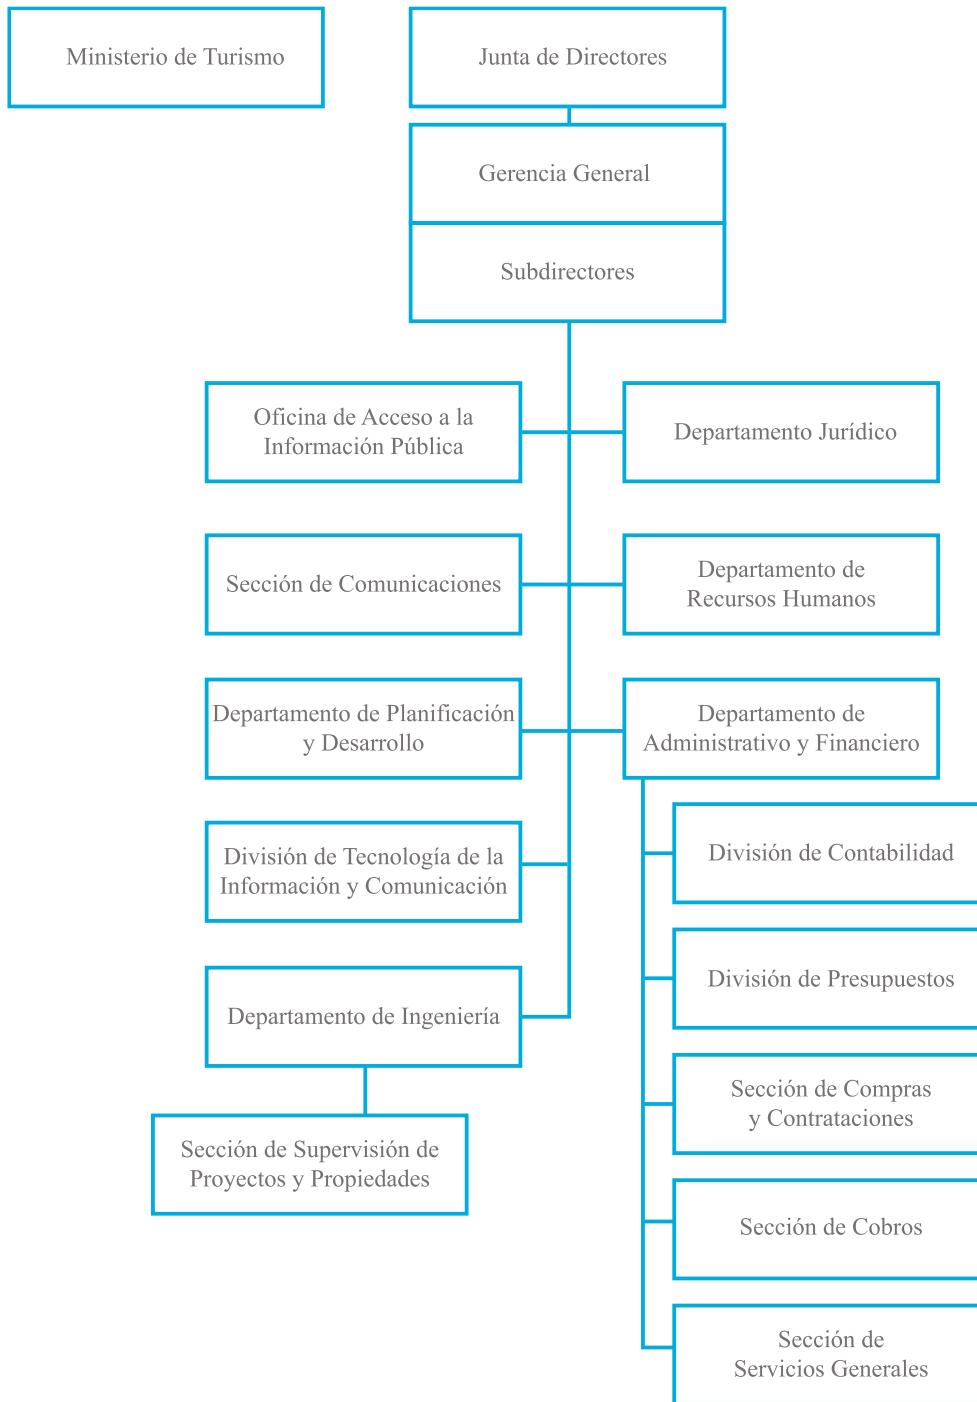 Ministerio de Turismo
Junta de Directores
Gerencia General
Subdirectores
Oficina de Acceso a la
Información Pública
Departamento Jurídico
Sección de Comunicaciones
Departamento de
Recursos Humanos
Departamento de Planificación
y Desarrollo
Departamento de
Administrativo y Financiero
División de Tecnología de la
Información y Comunicación
División de Contabilidad
División de Presupuestos
Departamento de Ingeniería
Sección de Compras
y Contrataciones
Sección de Supervisión de
Proyectos y Propiedades
Sección de Cobros
Sección de
Servicios Generales